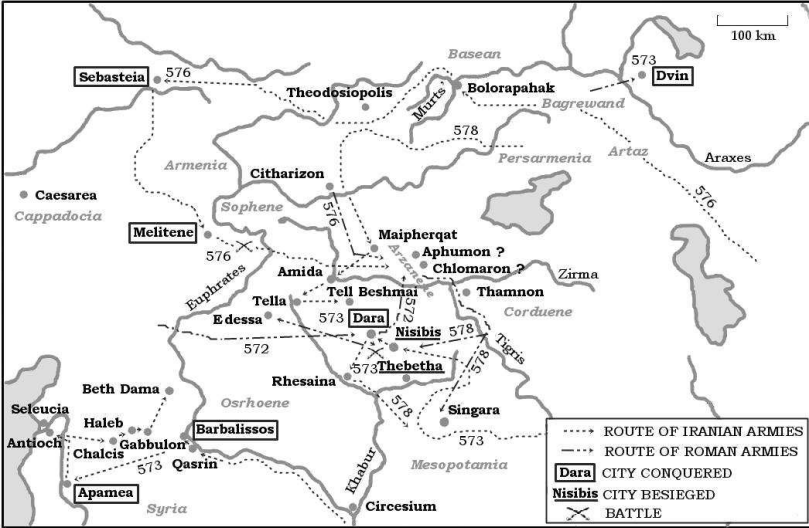 573
100 km
Basean
Sebasteia
576
Dvin
Theodosiopolis
Murts'
Bolorapahak
Bagrewand
578
Artaz
Persarmenia
Araxes
Armenia
Citharizon
576
Caesarea
Cappadocia
Sophene
576
Melitene
576
Maipherqat
Aphumon ?
Arzanene
Chlomaron ?
Zirma
Euphrates
Amida
Tell Beshmai
Thamnon
Corduene
Tella
573
572
Edessa
Dara
Nisibis
578
Tigris
572
573
Thebetha
578
Rhesaina
Beth Dama
Osrhoene
578
Singara
Seleucia
Haleb
Barbalissos
573
Antioch
Gabbulon
Chalcis
Qasrin
573
Khabur
Mesopotamia
Apamea
Syria
Circesium
ROUTE OF IRANIAN ARMIES
ROUTE OF ROMAN ARMIES
Dara CITY CONQUERED
Nisibis CITY BESIEGED
BATTLE